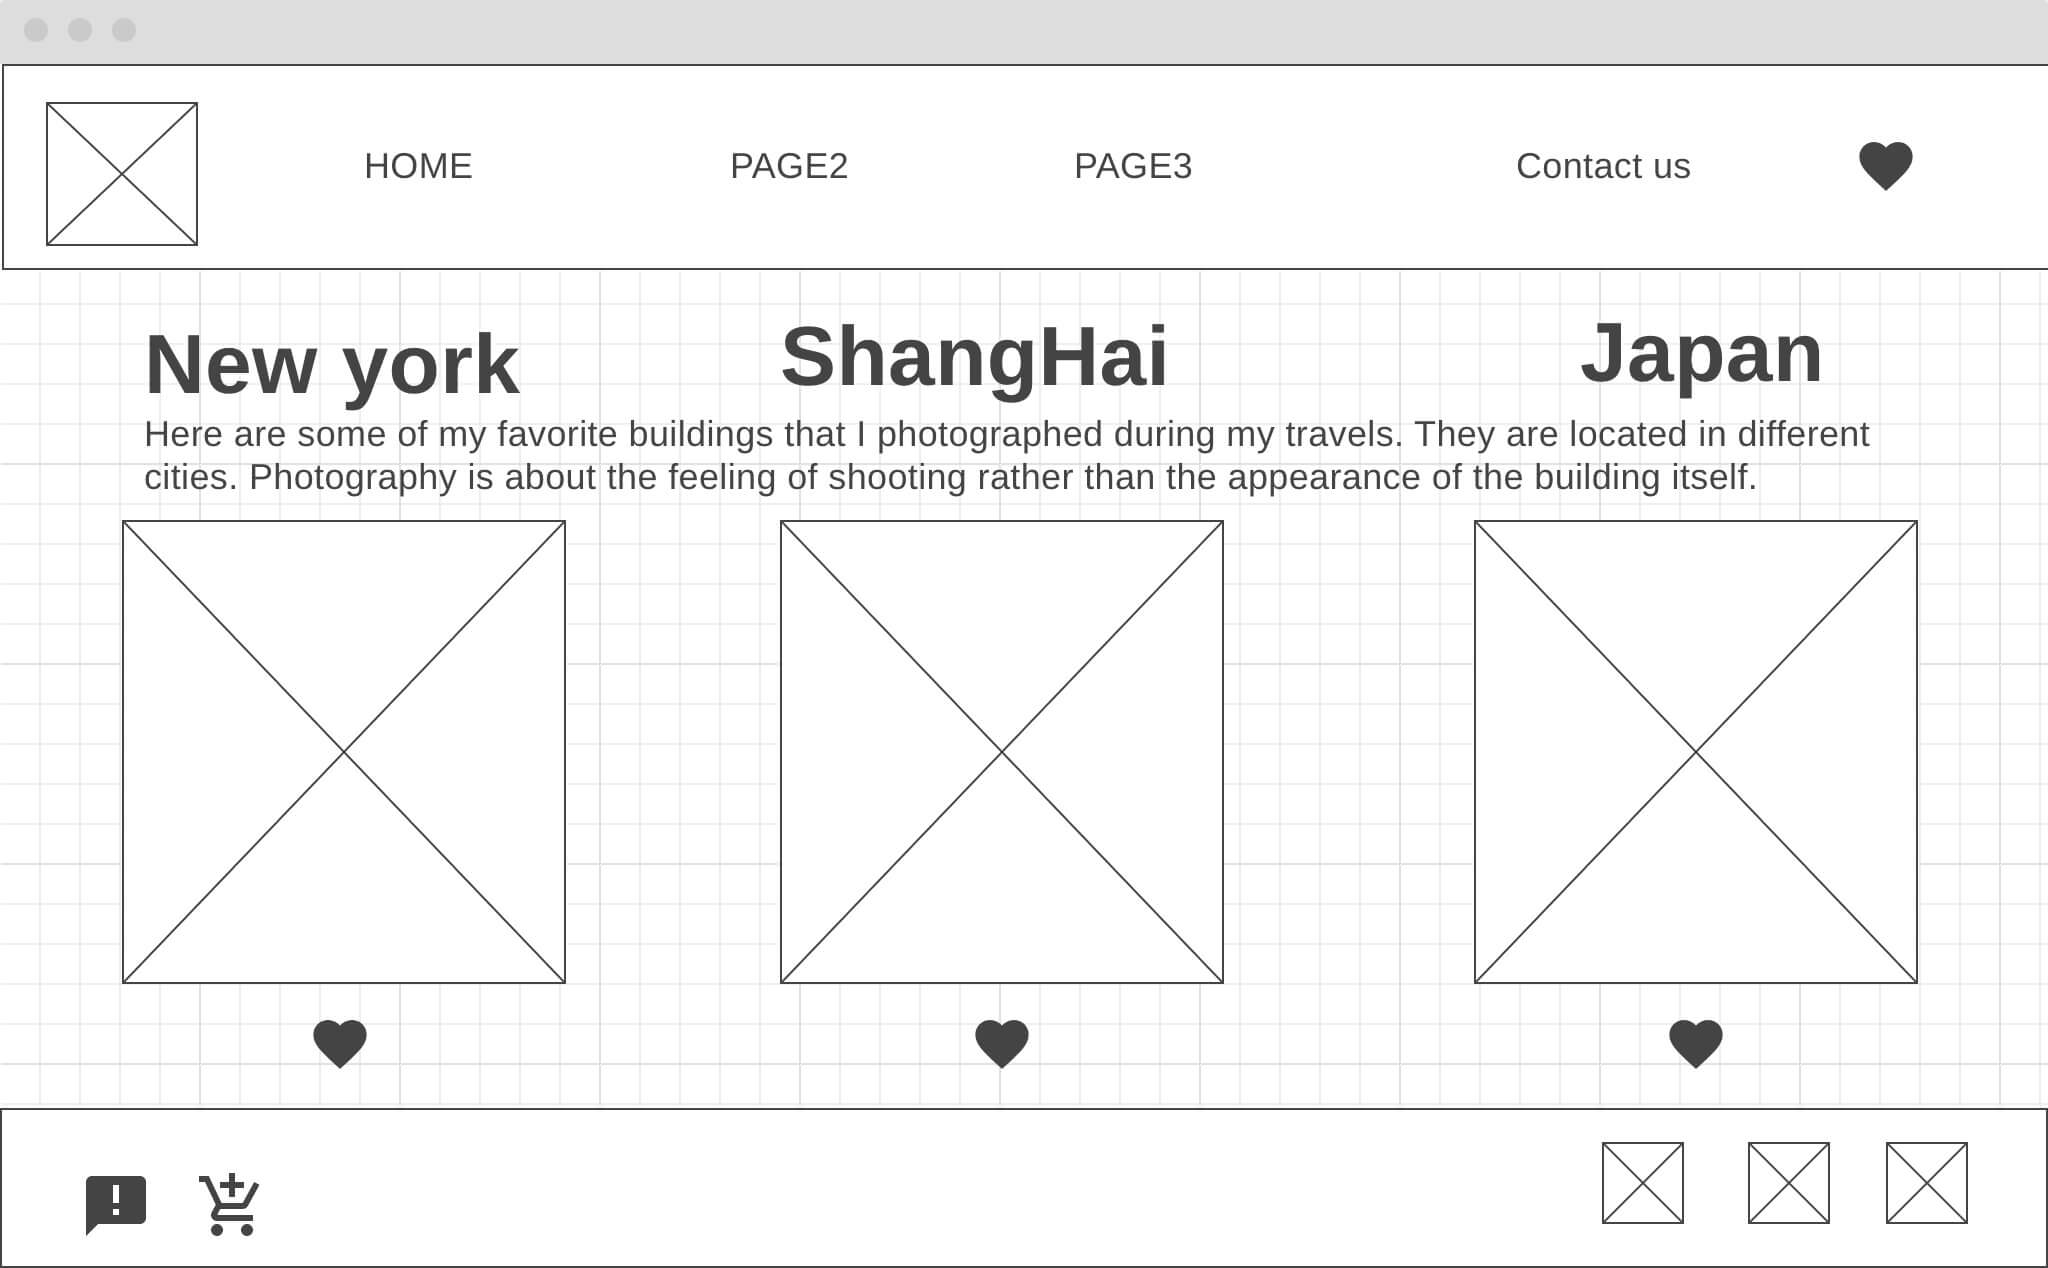 HOME PAGE2 PAGE3 Contact us
New york ShangHai Japan
Here are some of my favorite buildings that I photographed during my travels. They are located in different
cities. Photography is about the feeling of shooting rather than the appearance of the building itself.